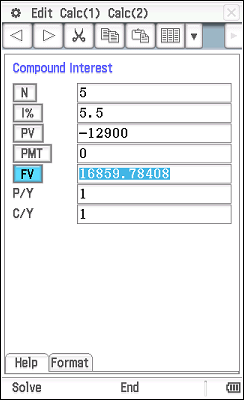 Edit Calc(1) Calc(2)
Compound Interest
N 5
I% 5.5
PV -12900
PMT 0
FV 16859.78408
P/Y 1
C/Y 1
Help Format
Solve End